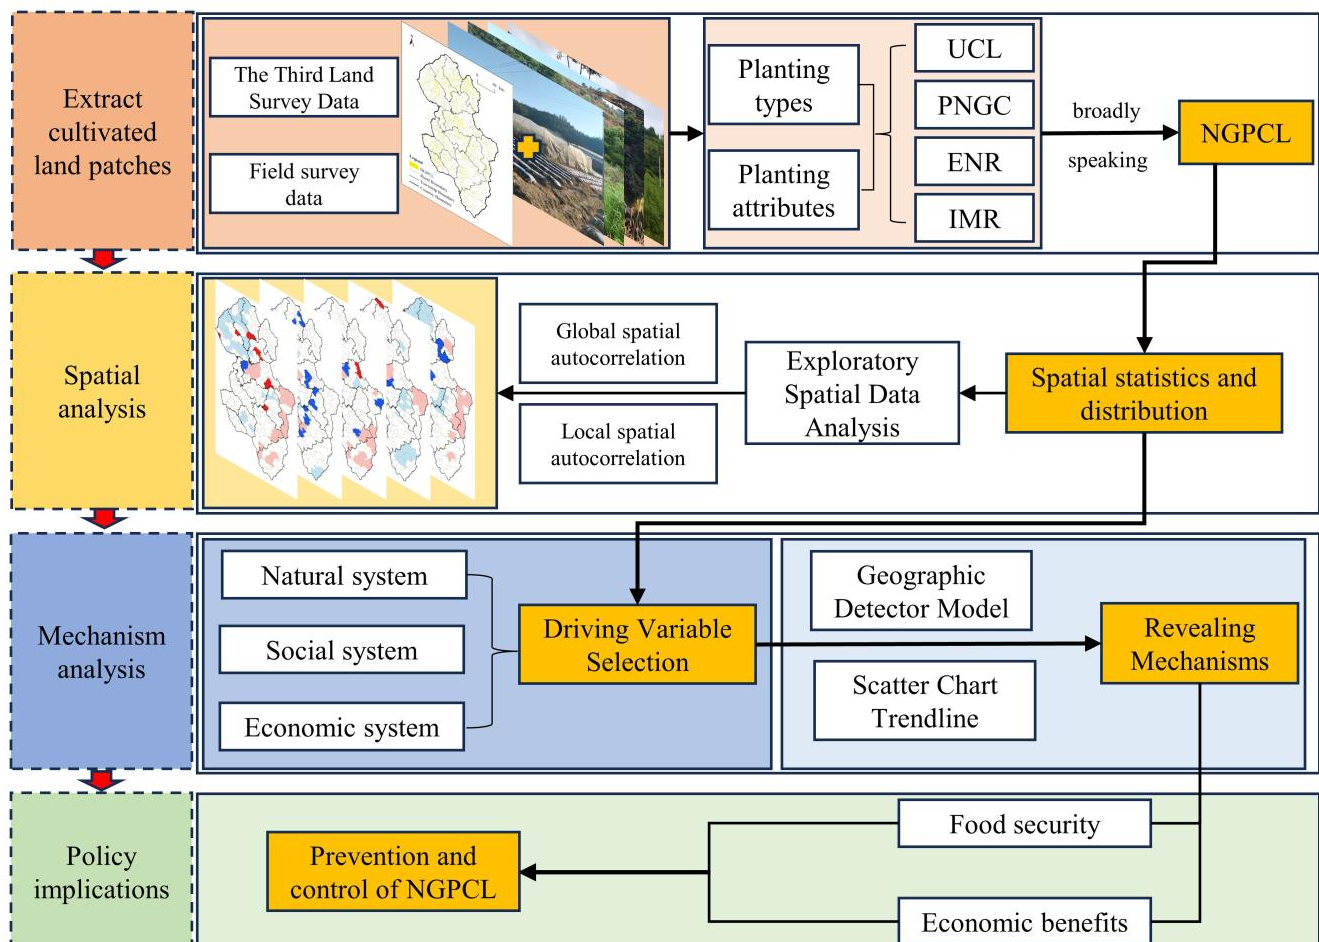 Extract
cultivated
land patches
The Third Land
Survey Data
Field survey
data
Planting
types
Planting
attributes
UCL
PNGC
ENR
IMR
broadly
speaking
NGPCL
Spatial
analysis
Global spatial
autocorrelation
Local spatial
autocorrelation
Exploratory
Spatial Data
Analysis
Spatial statistics and
distribution
Mechanism
analysis
Natural system
Social system
Economic system
Driving Variable
Selection
Geographic
Detector Model
Scatter Chart
Trendline
Revealing
Mechanisms
Policy
implications
Prevention and
control of NGPCL
Food security
Economic benefits